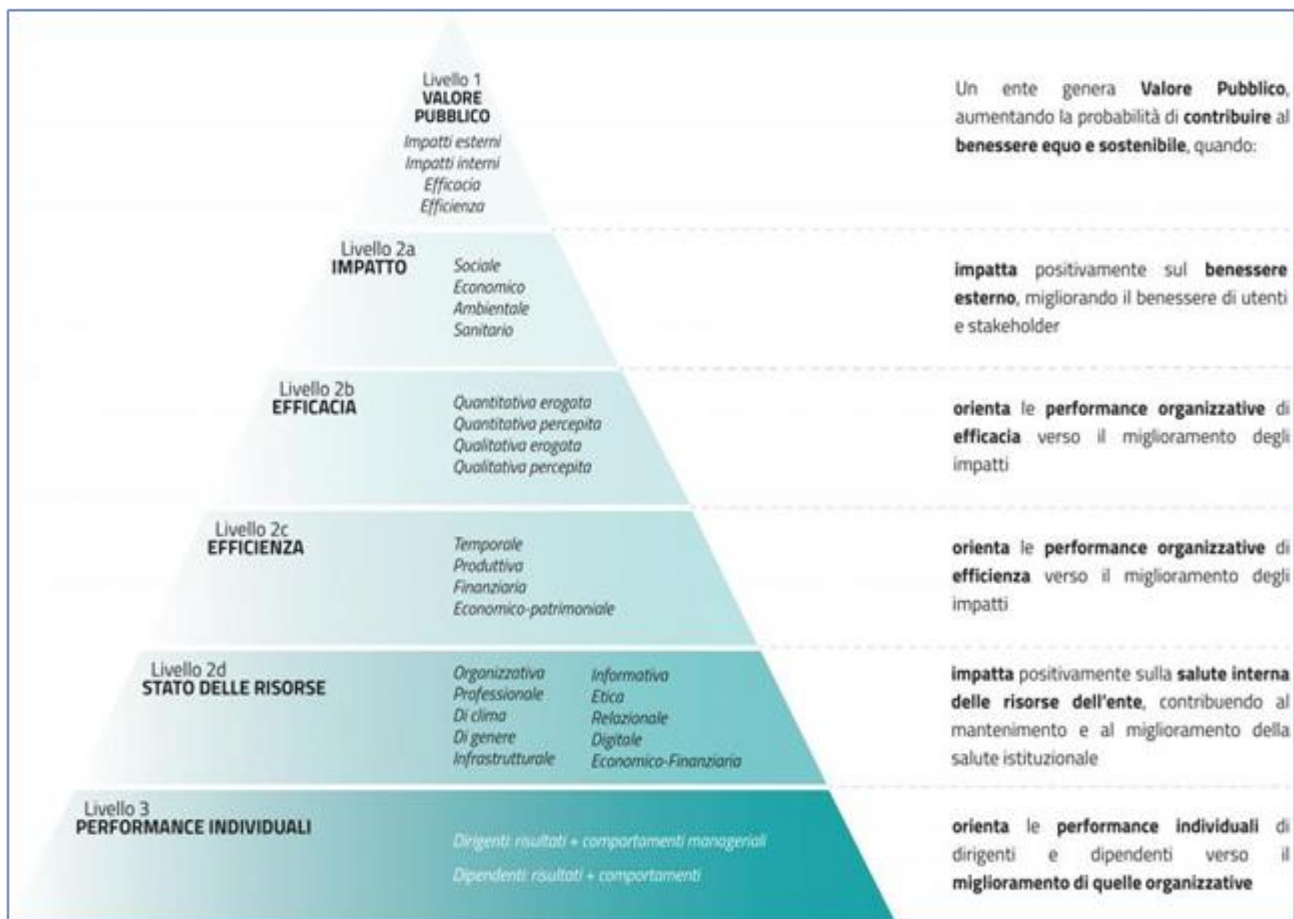 Livello 1
VALORE
PUBBLICO
Impatti esterni
Impatti interni
Efficacia
Efficienza
Un ente genera Valore Pubblico,
aumentando la probabilità di contribuire al
benessere equo e sostenibile, quando:
Livello 2a
IMPATTO
Sociale
Economico
Ambientale
Sanitario
impatta positivamente sul benessere
esterno, migliorando il benessere di utenti
e stakeholder
Livello 2b
EFFICACIA
Quantitativa erogata
Quantitativa percepita
Qualitativa erogata
Qualitativa percepita
orienta le performance organizzative di
efficacia verso il miglioramento degli
impatti
Livello 2c
EFFICIENZA
Temporale
Produttiva
Finanziaria
Economico-patrimoniale
orienta le performance organizzative di
efficienza verso il miglioramento degli
impatti
Livello 2d
STATO DELLE RISORSE
Organizzativa
Professionale
Di clima
Di genere
Infrastrutturale
Informativa
Etica
Relazionale
Digitale
Economico-Finanziaria
impatta positivamente sulla salute interna
delle risorse dell'ente, contribuendo al
mantenimento e al miglioramento della
salute istituzionale
Livello 3
PERFORMANCE INDIVIDUALI
Dirigenti: risultati + comportamenti manageriali
Dipendenti: risultati + comportamenti
orienta le performance individuali di
dirigenti e dipendenti verso il
miglioramento di quelle organizzative